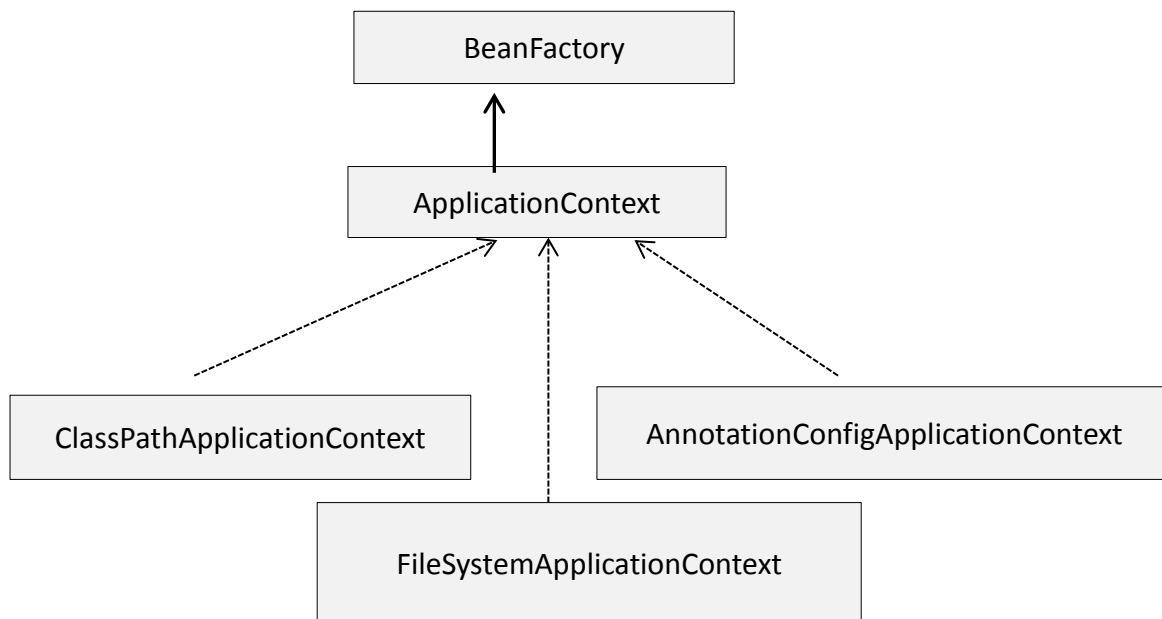 BeanFactory
ApplicationContext
ClassPathApplicationContext
AnnotationConfigApplicationContext
FileSystemApplicationContext